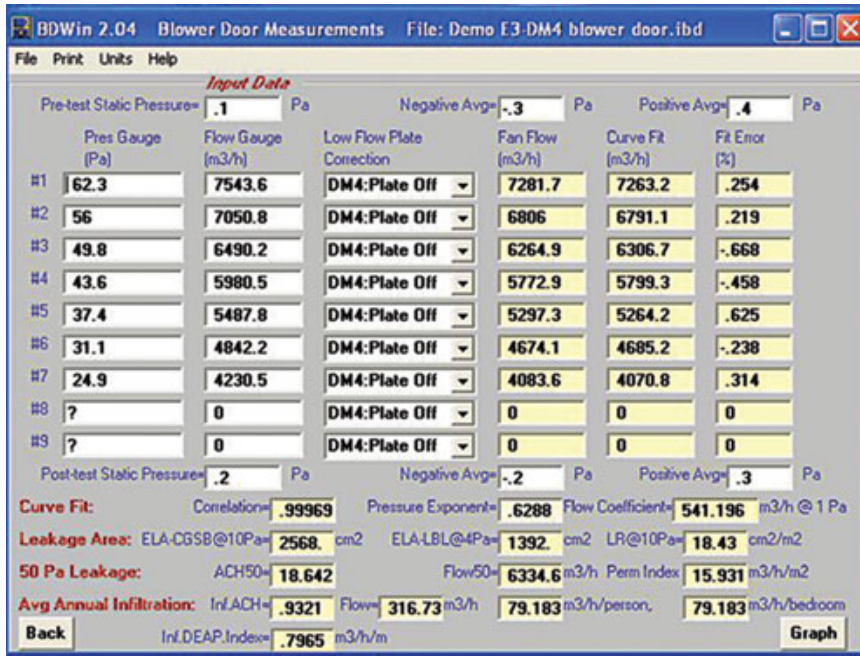 BDWin 2.04 Blower Door Measurements File: Demo E3-DM4 blower door.ibd
File Print Units Help
Input Data
Pre-test Static Pressure= .1 Pa Negative Avg= -.3 Pa Positive Avg= .4 Pa
Pres Gauge Flow Gauge Low Flow Plate Fan Flow Curve Fit Fit Error
(Pa) (m3/h) Correction (m3/h) (m3/h) (%)
#1 62.3 7543.6 DM4:Plate Off 7281.7 7263.2 .254
#2 56 7050.8 DM4:Plate Off 6806 6791.1 .219
#3 49.8 6490.2 DM4:Plate Off 6264.9 6306.7 -.668
#4 43.6 5980.5 DM4:Plate Off 5772.9 5799.3 -.458
#5 37.4 5487.8 DM4:Plate Off 5297.3 5264.2 .625
#6 31.1 4842.2 DM4:Plate Off 4674.1 4685.2 -.238
#7 24.9 4230.5 DM4:Plate Off 4083.6 4070.8 .314
#8 ? 0 DM4:Plate Off 0 0 0
#9 ? 0 DM4:Plate Off 0 0 0
Post-test Static Pressure= .2 Pa Negative Avg= -.2 Pa Positive Avg= .3 Pa
Curve Fit: Correlation= .99969 Pressure Exponent= .6288 Flow Coefficient= 541.196 m3/h @ 1 Pa
Leakage Area: ELA-CGSB@10Pa= 2568. cm2 ELA-LBL@4Pa= 1392. cm2 LR@10Pa= 18.43 cm2/m2
50 Pa Leakage: ACH50= 18.642 Flow50= 6334.6 m3/h Perm Index 15.931 m3/h/m2
Avg Annual Infiltration: Inf.ACH= .9321 Flow= 316.73 m3/h 79.183 m3/h/person, 79.183 m3/h/bedroom
Back Inf.DEAP.Index= .7965 m3/h/m Graph